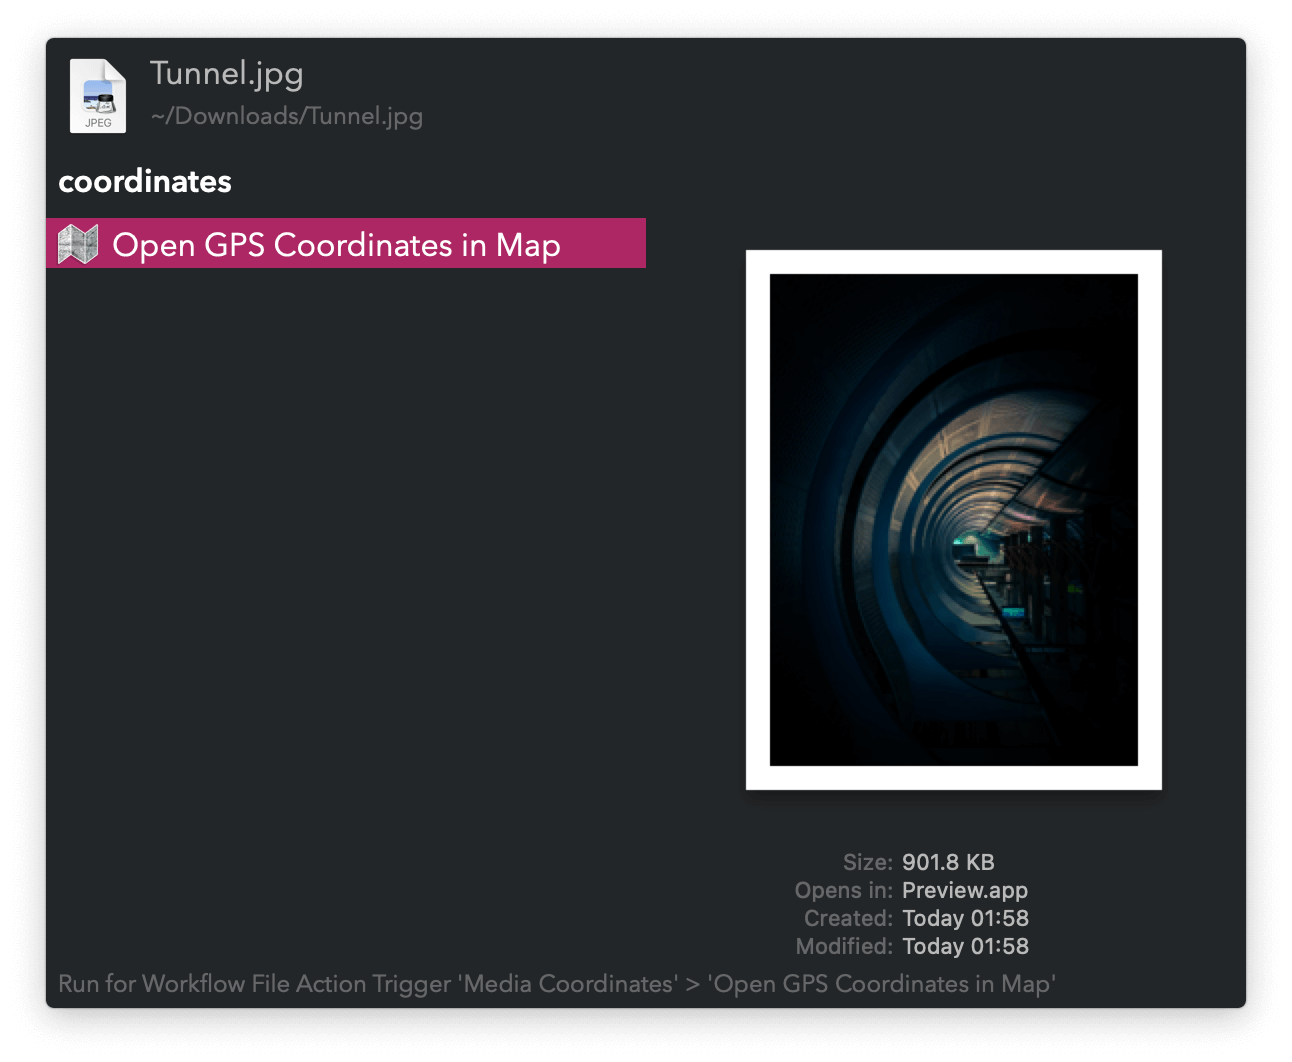 JPEG
Tunnel.jpg
~/Downloads/Tunnel.jpg
coordinates
Open GPS Coordinates in Map
Size: 901.8 KB
Opens in: Preview.app
Created: Today 01:58
Modified: Today 01:58
Run for Workflow File Action Trigger 'Media Coordinates' > 'Open GPS Coordinates in Map'